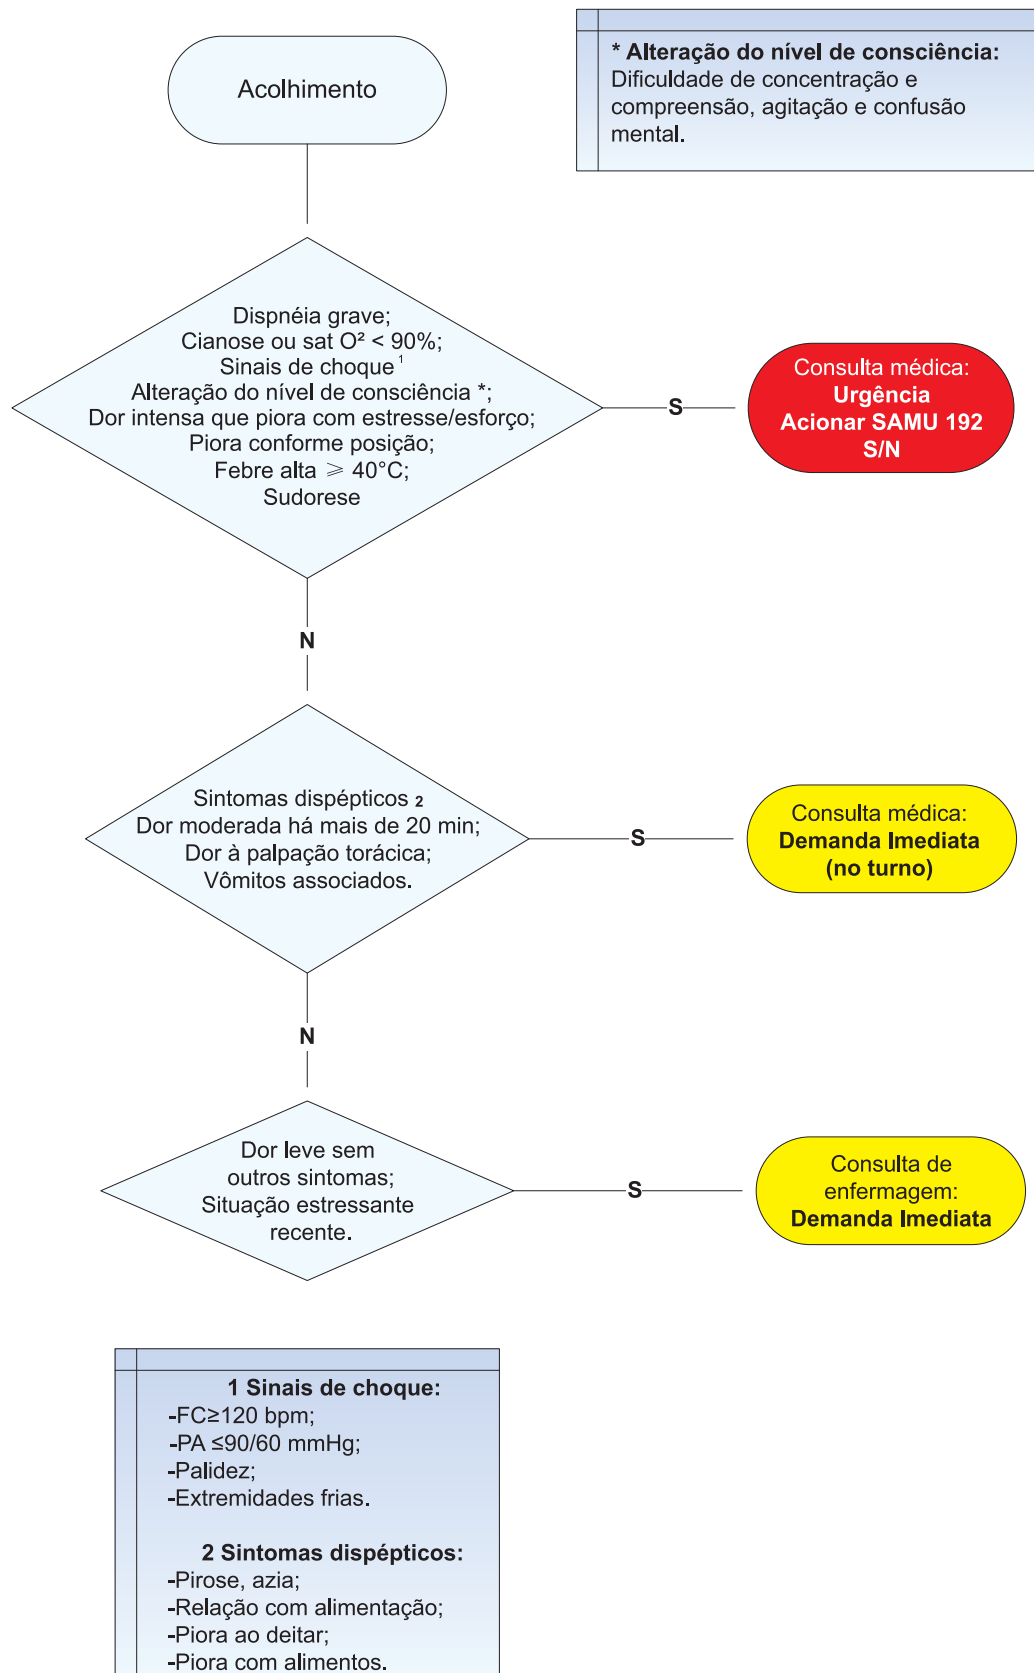 Acolhimento
* Alteração do nível de consciência:
Dificuldade de concentração e
compreensão, agitação e confusão
mental.
Dispnéia grave;
Cianose ou sat O² < 90%;
Sinais de choque ¹
Alteração do nível de consciência *;
Dor intensa que piora com estresse/esforço;
Piora conforme posição;
Febre alta ⩾ 40°C;
Sudorese
S
Consulta médica:
Urgência
Acionar SAMU 192
S/N
N
Sintomas dispépticos 2
Dor moderada há mais de 20 min;
Dor à palpação torácica;
Vômitos associados.
S
Consulta médica:
Demanda Imediata
(no turno)
N
Dor leve sem
outros sintomas;
Situação estressante
recente.
S
Consulta de
enfermagem:
Demanda Imediata
1 Sinais de choque:
-FC≥120 bpm;
-PA ≤90/60 mmHg;
-Palidez;
-Extremidades frias.
2 Sintomas dispépticos:
-Pirose, azia;
-Relação com alimentação;
-Piora ao deitar;
-Piora com alimentos.